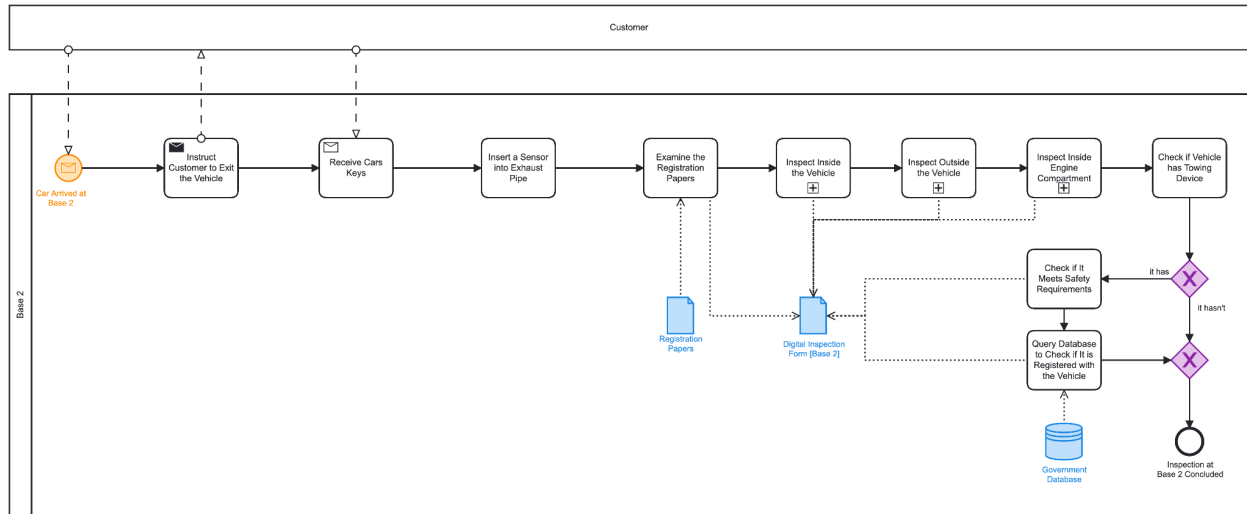 Customer
Base 2
Car Arrived at
Base 2
Instruct
Customer to Exit
the Vehicle
Receive Cars
Keys
Insert a Sensor
into Exhaust
Pipe
Examine the
Registration
Papers
Inspect Inside
the Vehicle
Inspect Outside
the Vehicle
Inspect Inside
Engine
Compartment
Check if Vehicle
has Towing
Device
it has
it hasn't
Check if It
Meets Safety
Requirements
Registration
Papers
Digital Inspection
Form [Base 2]
Query Database
to Check if It is
Registered with
the Vehicle
Government
Database
Inspection at
Base 2 Concluded